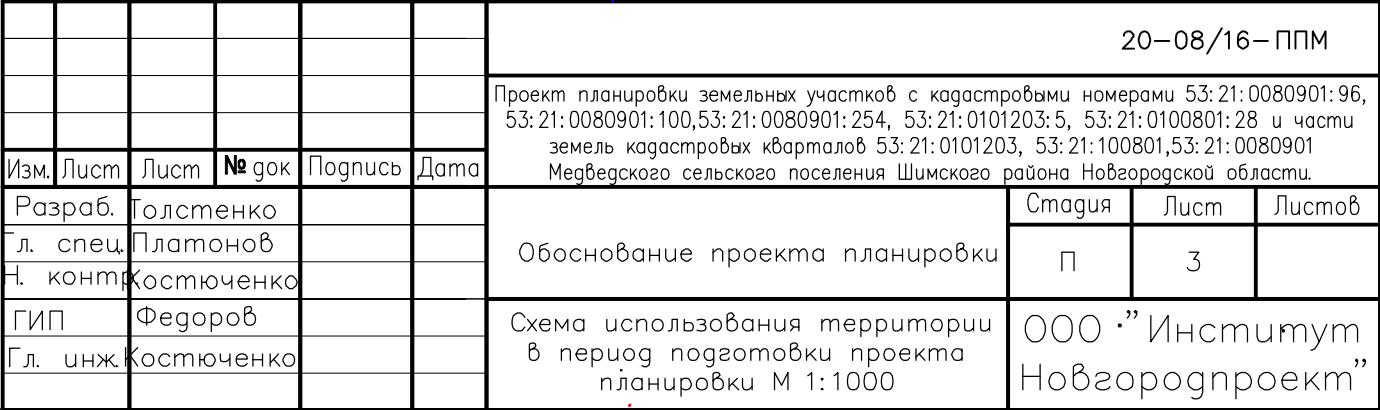 20-08/16-ППМ
Проект планировки земельных участков с кадастровыми номерами 53:21:0080901:96,
53:21:0080901:100,53:21:0080901:254, 53:21:0101203:5, 53:21:0100801:28 и части
земель кадастровых кварталов 53:21:0101203, 53:21:100801,53:21:0080901
Медведского сельского поселения Шимского района Новгородской области.
Изм. Лист Лист № док Подпись Дата
Разраб. Толстенко
Гл. спец. Платонов
Н. контр. Костюченко
ГИП Федоров
Гл. инж. Костюченко
Обоснование проекта планировки
Стадия Лист Листов
П 3
Схема использования территории
в период подготовки проекта
планировки М 1:1000
ООО "Институт
Новгородпроект"